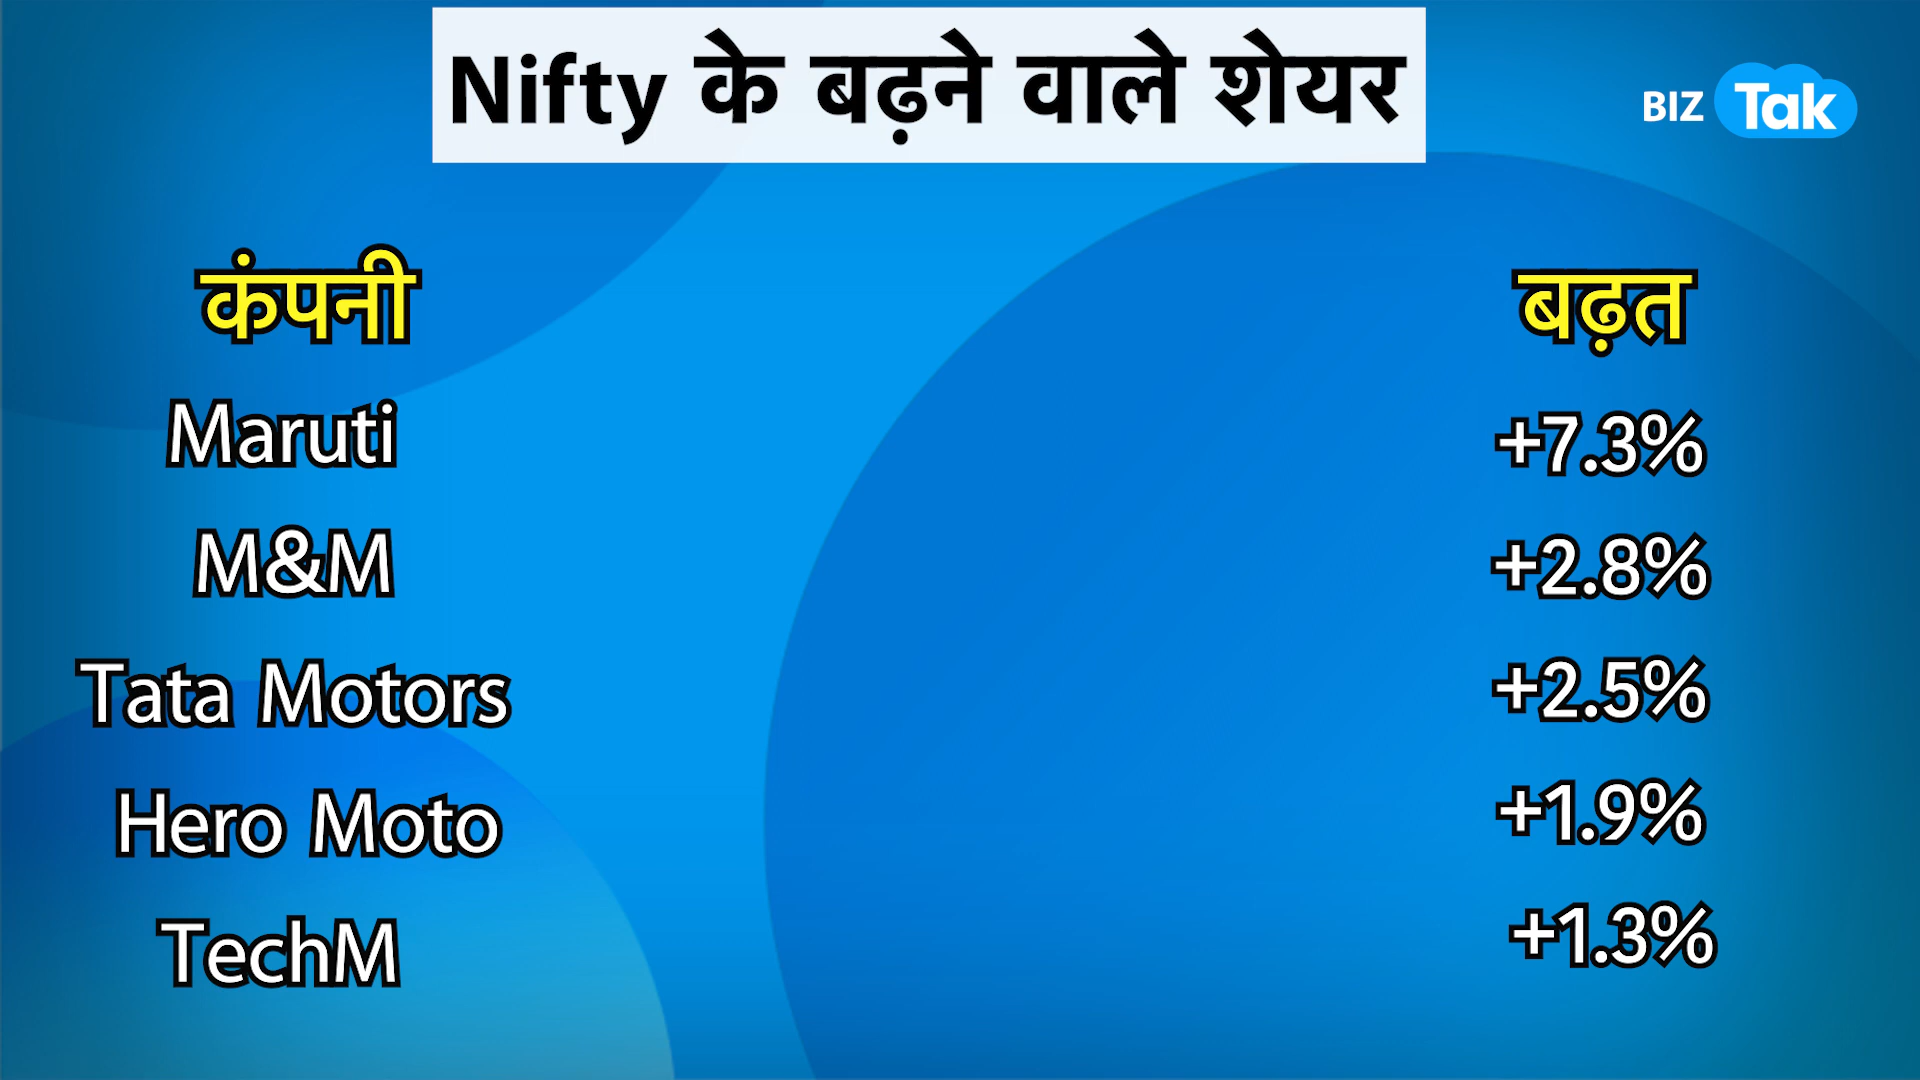 Nifty के बढ़ने वाले शेयर
BIZ Tak
कंपनी बढ़त
Maruti +7.3%
M&M +2.8%
Tata Motors +2.5%
Hero Moto +1.9%
TechM +1.3%